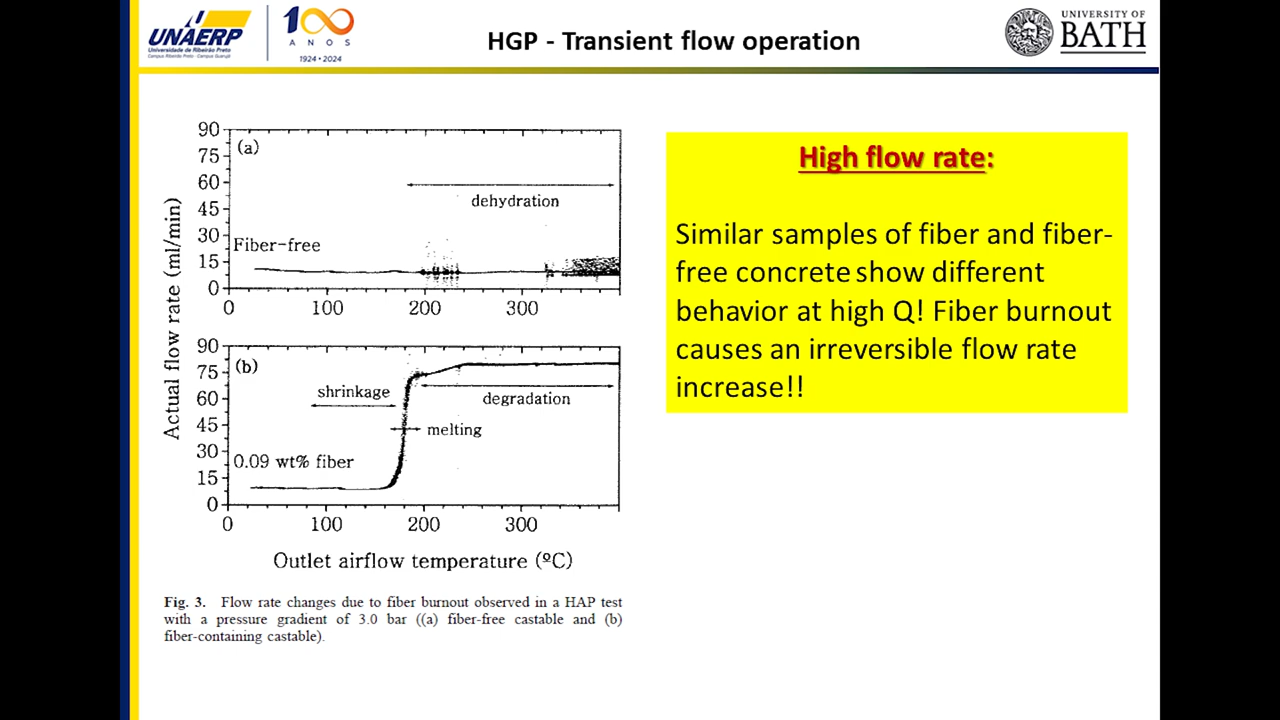 UNAERP
Universidade de Ribeirão Preto
Campus Ribeirão Preto - Campus Guarujá
100
ANOS
1924 • 2024
HGP - Transient flow operation
UNIVERSITY OF
BATH
Actual flow rate (ml/min)
90
75
60
45
30
15
0
(a)
dehydration
Fiber-free
0 100 200 300
90
75
60
45
30
15
0
(b)
shrinkage
degradation
melting
0.09 wt% fiber
0 100 200 300
Outlet airflow temperature (ºC)
Fig. 3. Flow rate changes due to fiber burnout observed in a HAP test
with a pressure gradient of 3.0 bar ((a) fiber-free castable and (b)
fiber-containing castable).
High flow rate:
Similar samples of fiber and fiber-
free concrete show different
behavior at high Q! Fiber burnout
causes an irreversible flow rate
increase!!